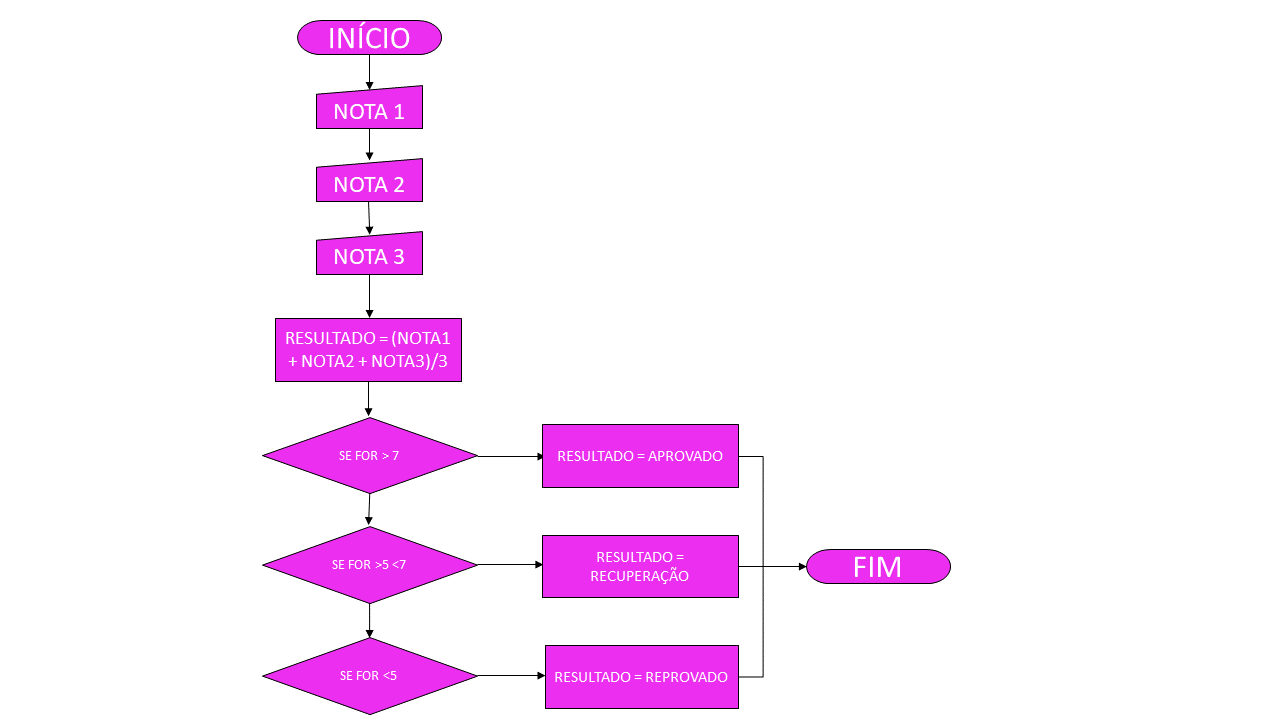 INÍCIO
NOTA 1
NOTA 2
NOTA 3
RESULTADO = (NOTA1
+ NOTA2 + NOTA3)/3
SE FOR > 7
RESULTADO = APROVADO
SE FOR >5 <7
RESULTADO =
RECUPERAÇÃO
FIM
SE FOR <5
RESULTADO = REPROVADO